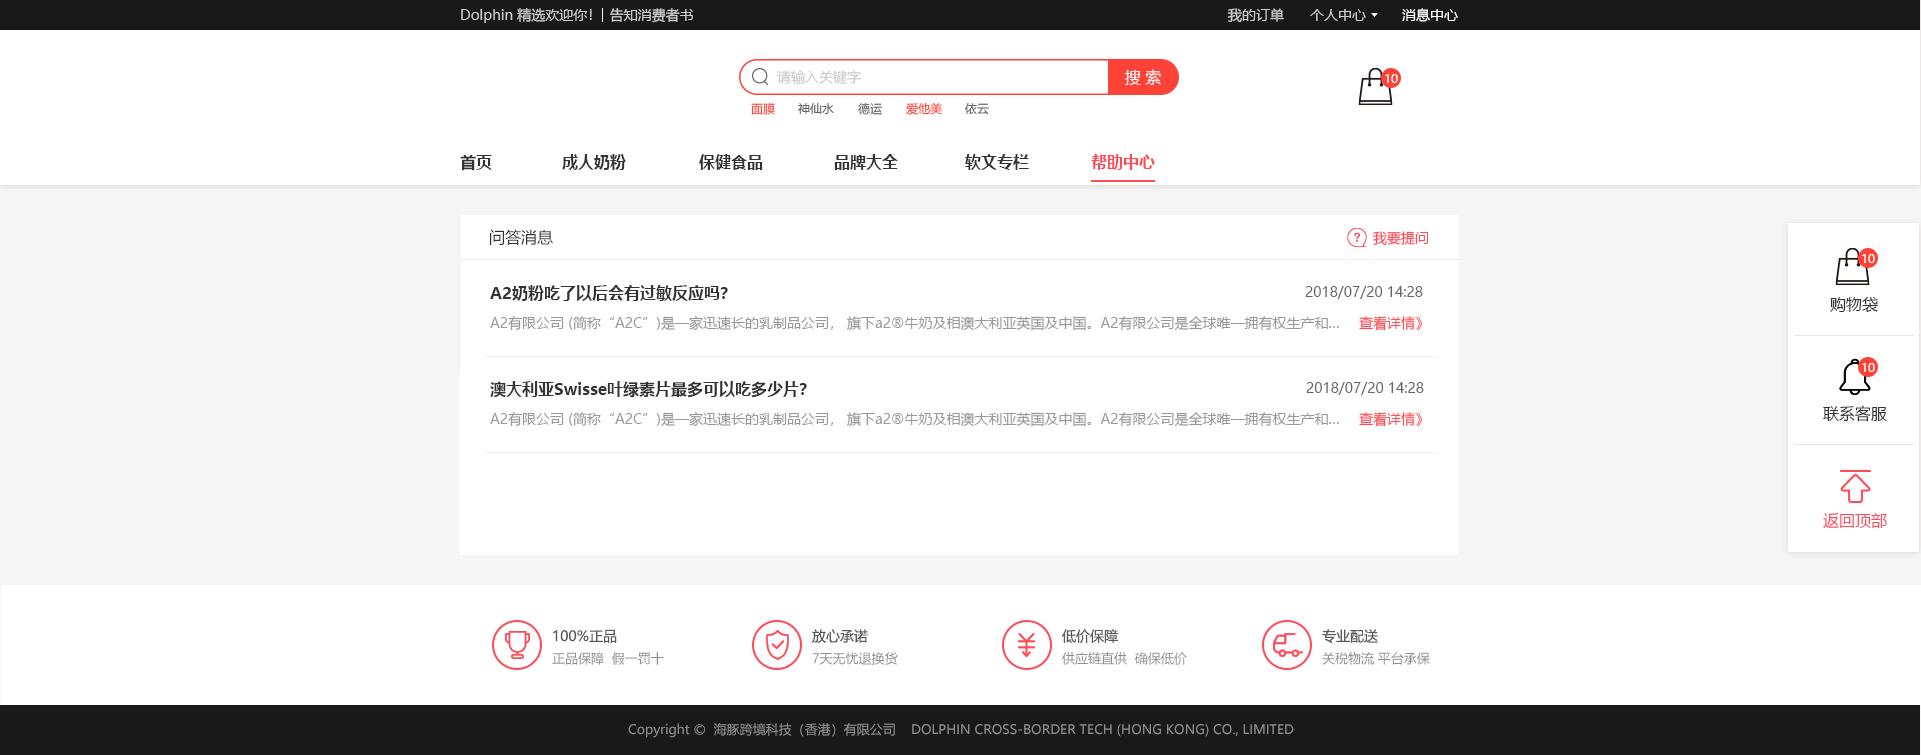 Dolphin 精选欢迎你！| 告知消费者书 我的订单 个人中心 消息中心
请输入关键字 搜 索 10
面膜 神仙水 德运 爱他美 依云
首页 成人奶粉 保健食品 品牌大全 软文专栏 帮助中心
问答消息 ? 我要提问
A2奶粉吃了以后会有过敏反应吗? 2018/07/20 14:28
A2有限公司 (简称“A2C”)是一家迅速长的乳制品公司， 旗下a2®牛奶及相澳大利亚英国及中国。A2有限公司是全球唯一拥有权生产和... 查看详情》
澳大利亚Swisse叶绿素片最多可以吃多少片? 2018/07/20 14:28
A2有限公司 (简称“A2C”)是一家迅速长的乳制品公司， 旗下a2®牛奶及相澳大利亚英国及中国。A2有限公司是全球唯一拥有权生产和... 查看详情》
10
购物袋
10
联系客服
返回顶部
100%正品
正品保障 假一罚十
放心承诺
7天无忧退换货
¥
低价保障
供应链直供 确保低价
专业配送
关税物流 平台承保
Copyright © 海豚跨境科技（香港）有限公司 DOLPHIN CROSS-BORDER TECH (HONG KONG) CO., LIMITED